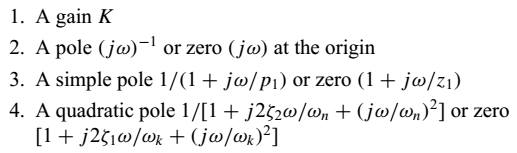 1. A gain K
2. A pole (jω)⁻¹ or zero (jω) at the origin
3. A simple pole 1/(1 + jω/p₁) or zero (1 + jω/z₁)
4. A quadratic pole 1/[1 + j2ζ₂ω/ωₙ + (jω/ωₙ)²] or zero
[1 + j2ζ₁ω/ωₖ + (jω/ωₖ)²]